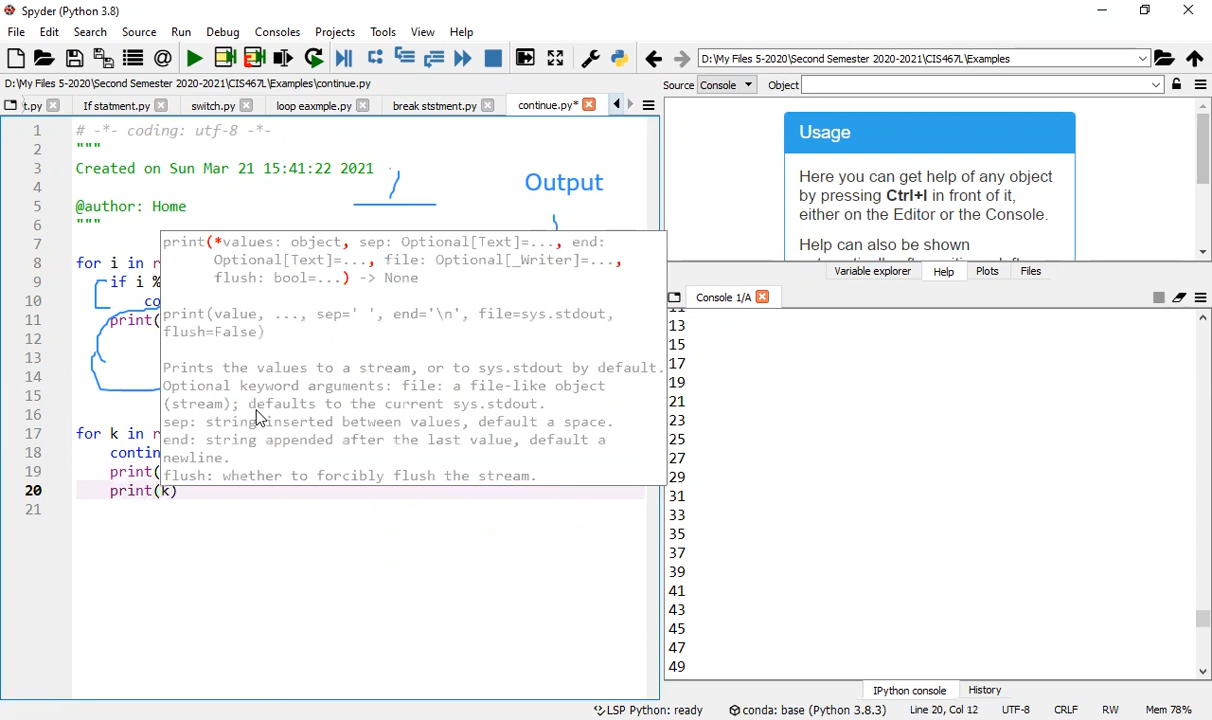 Spyder (Python 3.8)
File Edit Search Source Run Debug Consoles Projects Tools View Help
D:\My Files 5-2020\Second Semester 2020-2021\CIS467L\Examples
D:\My Files 5-2020\Second Semester 2020-2021\CIS467L\Examples\continue.py
t.py If statment.py switch.py loop eaxmple.py break ststment.py continue.py*
1 # -*- coding: utf-8 -*-
2 """
3 Created on Sun Mar 21 15:41:22 2021
4
5 @author: Home
6 """
7
8 for i in r
9 if i %
10 co
11 print(
12
13
14
15
16
17 for k in r
18 contin
19 print(
20 print(k)
21
Output
print(*values: object, sep: Optional[Text]=..., end:
Optional[Text]=..., file: Optional[_Writer]=...,
flush: bool=...) -> None
print(value, ..., sep=' ', end='\n', file=sys.stdout,
flush=False)
Prints the values to a stream, or to sys.stdout by default.
Optional keyword arguments: file: a file-like object
(stream); defaults to the current sys.stdout.
sep: string inserted between values, default a space.
end: string appended after the last value, default a
newline.
flush: whether to forcibly flush the stream.
Source Console Object
Usage
Here you can get help of any object
by pressing Ctrl+I in front of it,
either on the Editor or the Console.
Help can also be shown
Variable explorer Help Plots Files
Console 1/A
11
13
15
17
19
21
23
25
27
29
31
33
35
37
39
41
43
45
47
49
IPython console History
LSP Python: ready conda: base (Python 3.8.3) Line 20, Col 12 UTF-8 CRLF RW Mem 78%